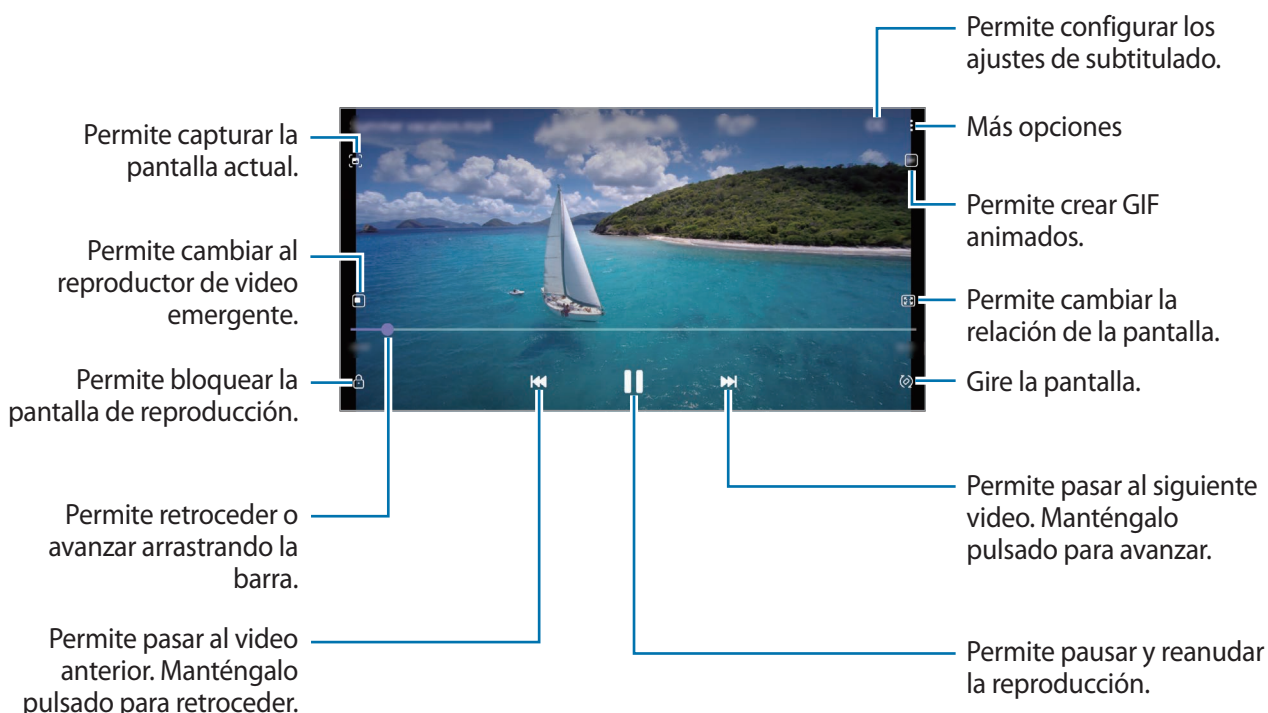 Permite configurar los
ajustes de subtitulado.
Permite capturar la
pantalla actual.
Más opciones
Permite crear GIF
animados.
Permite cambiar al
reproductor de video
emergente.
Permite cambiar la
relación de la pantalla.
Permite bloquear la
pantalla de reproducción.
Gire la pantalla.
Permite retroceder o
avanzar arrastrando la
barra.
Permite pasar al siguiente
video. Manténgalo
pulsado para avanzar.
Permite pasar al video
anterior. Manténgalo
pulsado para retroceder.
Permite pausar y reanudar
la reproducción.